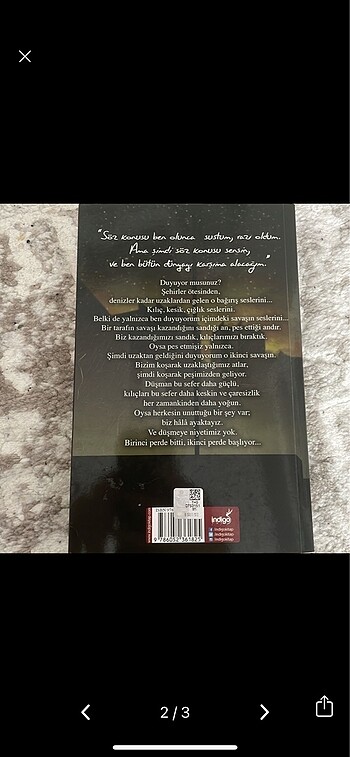 "Söz konusu ben olunca sustum, razı oldum.
Ama şimdi söz konusu sensin,
ve ben bütün dünyayı karşıma alacağım."
Duyuyor musunuz?
Şehirler ötesinden,
denizler kadar uzaklardan gelen o bağırış seslerini...
Kılıç, kesik, çığlık seslerini.
Belki de yalnızca ben duyuyorum içimdeki savaşın seslerini...
Bir tarafın savaşı kazandığını sandığı an, pes ettiği andır.
Biz kazandığımızı sandık, kılıçlarımızı bıraktık,
Oysa pes etmişiz yalnızca.
Şimdi uzaktan geldiğini duyuyorum o ikinci savaşın.
Bizim koşarak uzaklaştığımız atlar,
şimdi koşarak peşimizden geliyor.
Düşman bu sefer daha güçlü,
kılıçları bu sefer daha keskin ve çaresizlik
her zamankinden daha yoğun.
Oysa herkesin unuttuğu bir şey var;
biz hâlâ ayaktayız.
Ve düşmeye niyetimiz yok.
Birinci perde bitti, ikinci perde başlıyor...
indigo
9 786052 361825
2 / 3